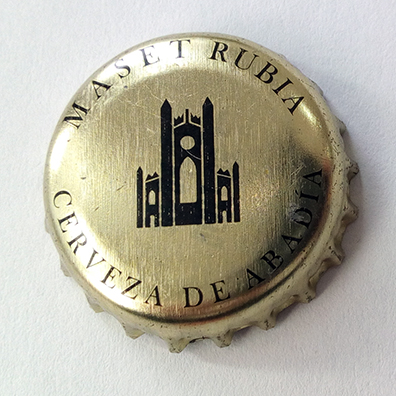 MASET RUBIA
CERVEZA DE ABADÍA